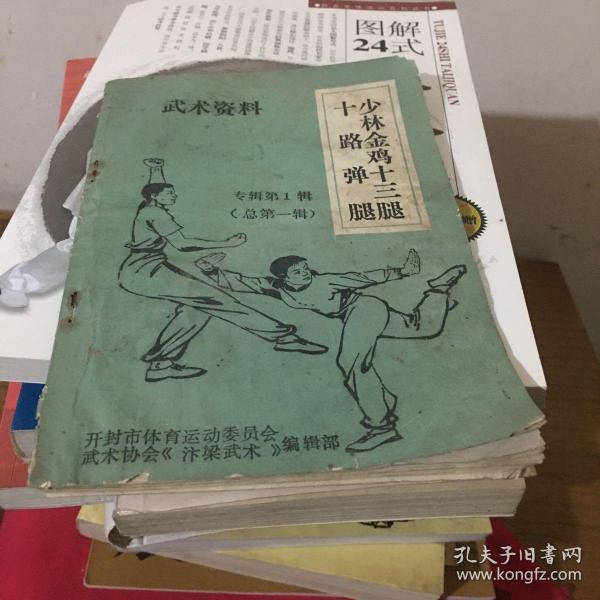 图解
24式
TUJIE 24SHI TAIJIQUAN
武术资料
少林金鸡十三腿
十路弹腿
专辑第1辑
（总第一辑）
开封市体育运动委员会
武术协会《汴梁武术》编辑部
孔夫子旧书网
www.kongfz.com